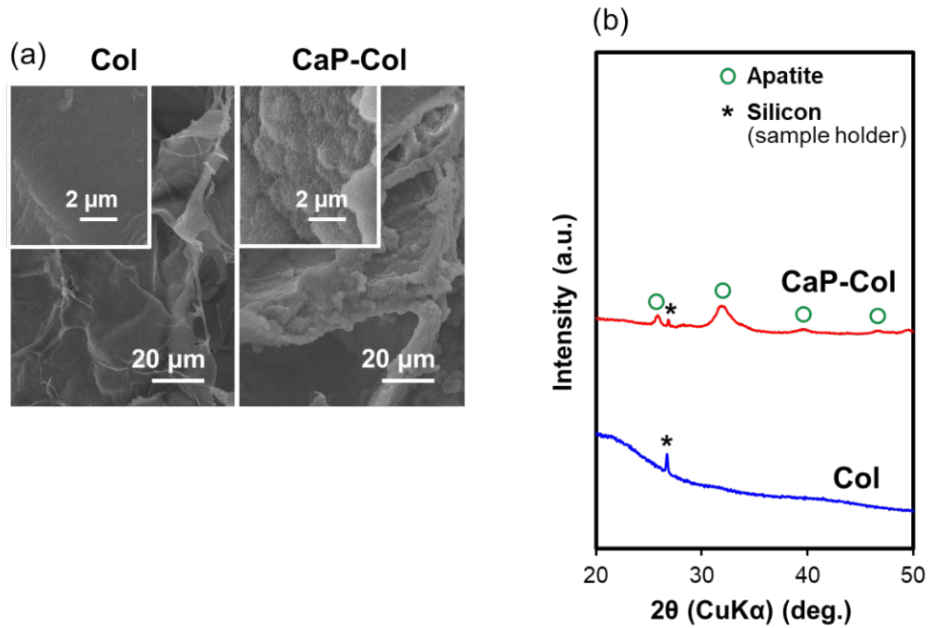 (a)
Col
CaP-Col
2 µm
2 µm
20 µm
20 µm
(b)
○ Apatite
* Silicon
(sample holder)
CaP-Col
*
*
Col
Intensity (a.u.)
20 30 40 50
2θ (CuKα) (deg.)